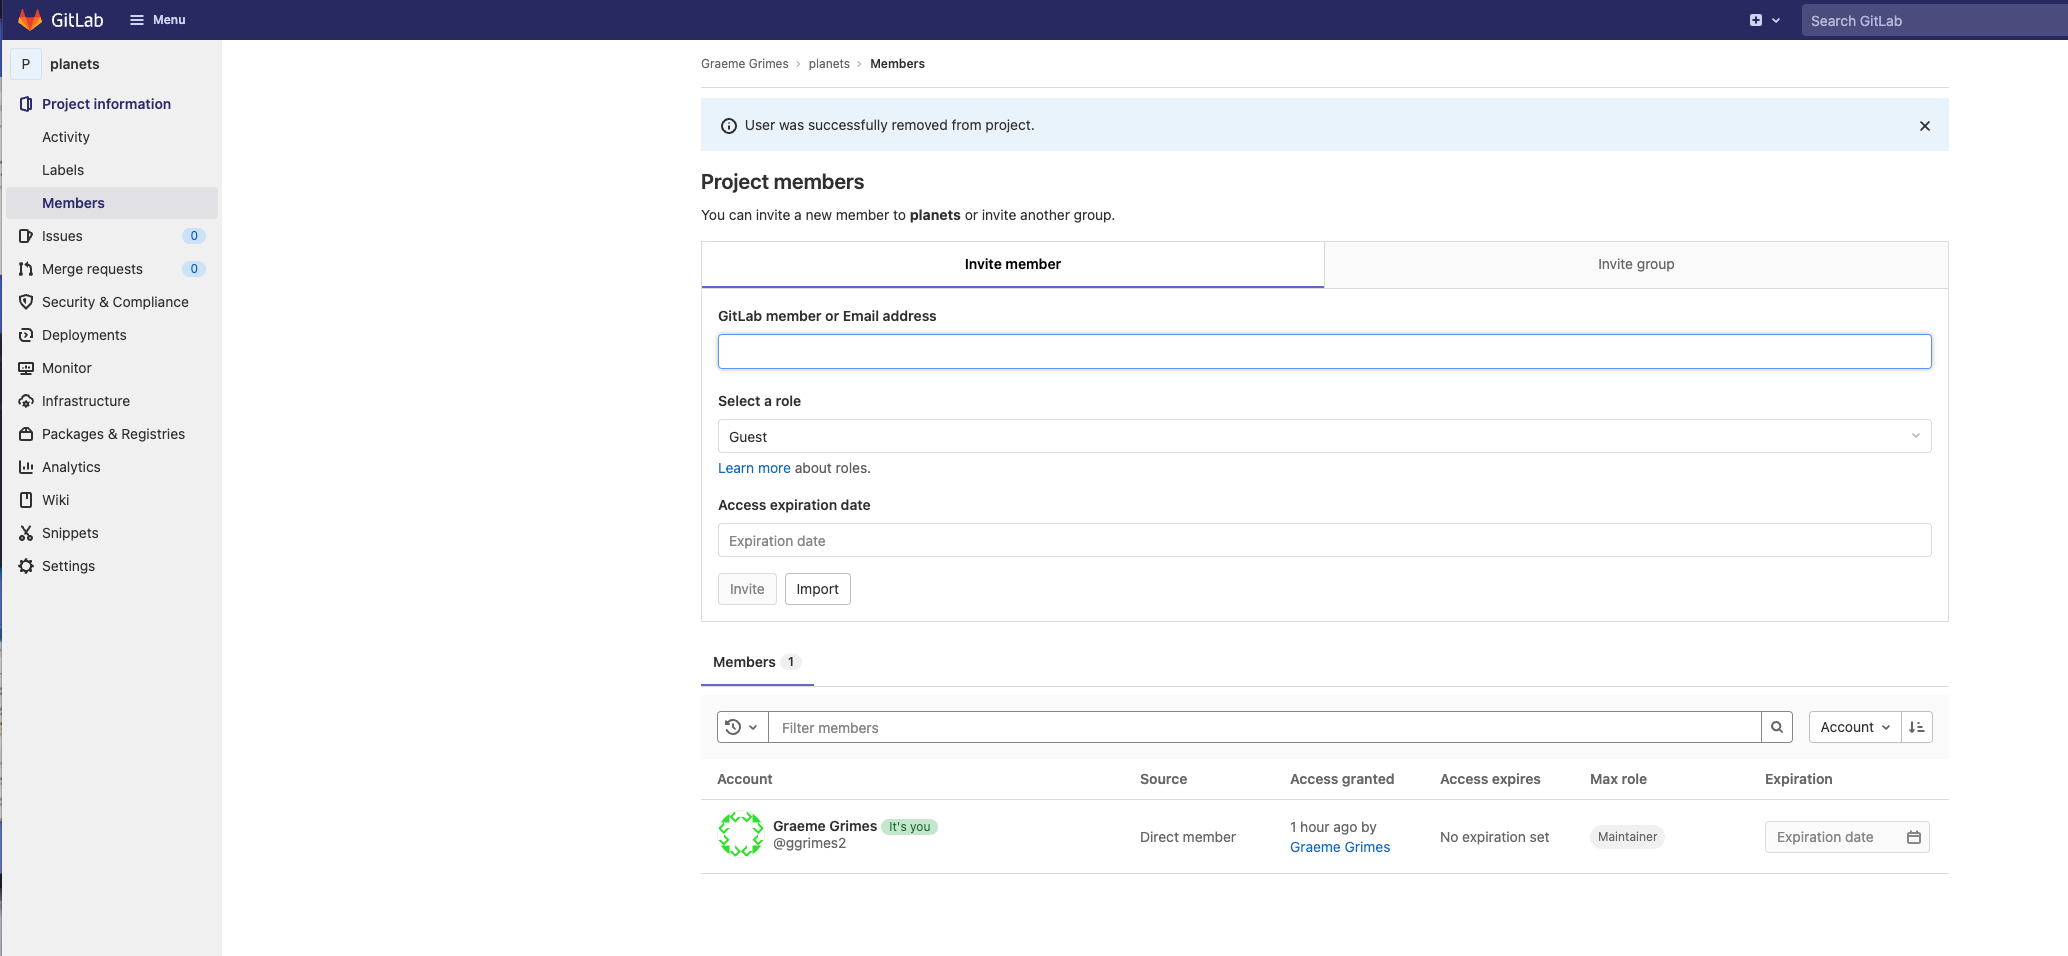 GitLab
Menu
Search GitLab
P
planets
Project information
Activity
Labels
Members
Issues 0
Merge requests 0
Security & Compliance
Deployments
Monitor
Infrastructure
Packages & Registries
Analytics
Wiki
Snippets
Settings
Graeme Grimes › planets › Members
User was successfully removed from project.
Project members
You can invite a new member to planets or invite another group.
Invite member
Invite group
GitLab member or Email address
Select a role
Guest
Learn more about roles.
Access expiration date
Expiration date
Invite
Import
Members 1
Filter members
Account
Account Source Access granted Access expires Max role Expiration
Graeme Grimes It's you
@ggrimes2
Direct member
1 hour ago by
Graeme Grimes
No expiration set
Maintainer
Expiration date